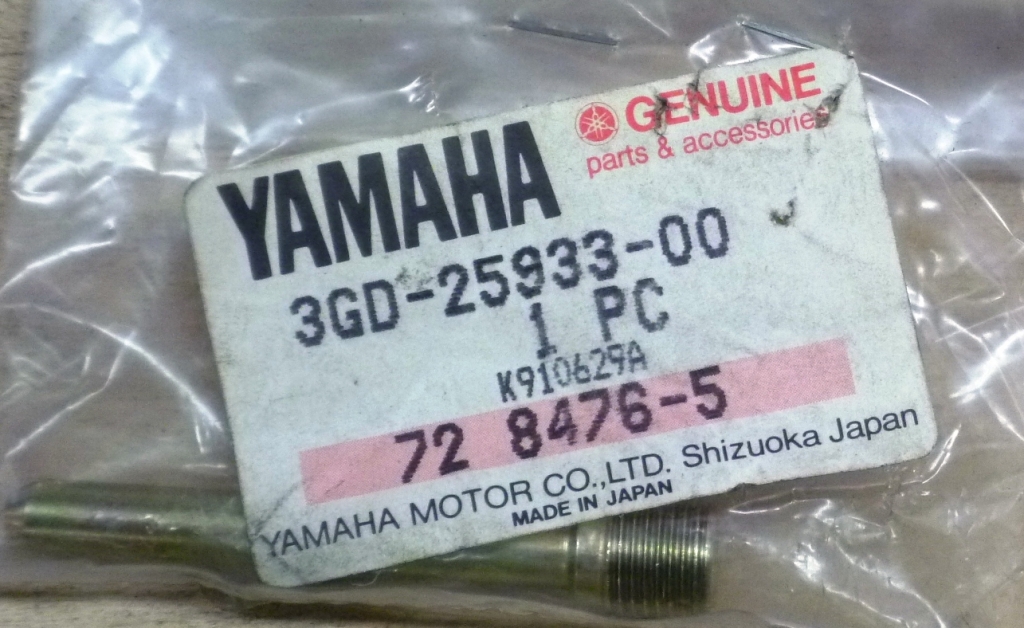 YAMAHA
GENUINE
parts & accessories
3GD-25933-00
1 PC
K910629A
72 8476-5
YAMAHA MOTOR CO.,LTD. Shizuoka Japan
MADE IN JAPAN